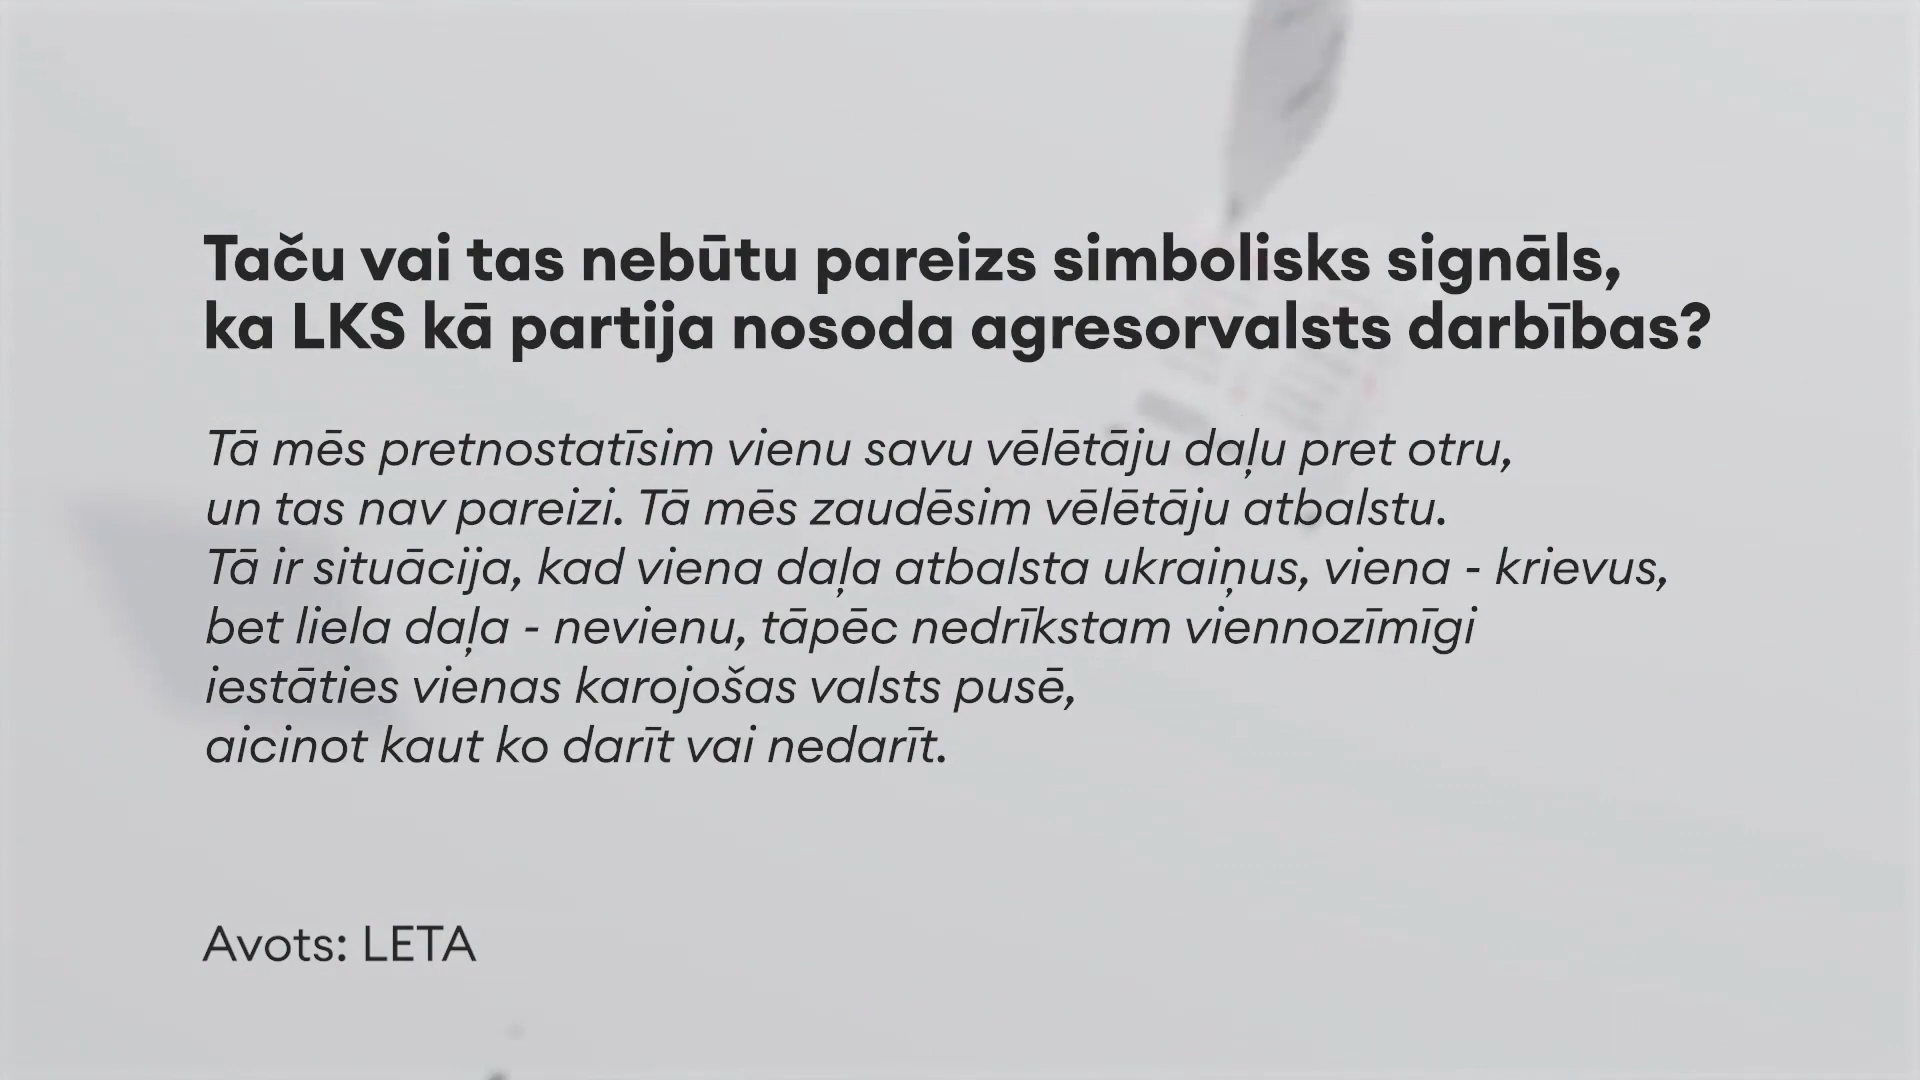 Taču vai tas nebūtu pareizs simbolisks signāls,
ka LKS kā partija nosoda agresorvalsts darbības?
Tā mēs pretnostatīsim vienu savu vēlētāju daļu pret otru,
un tas nav pareizi. Tā mēs zaudēsim vēlētāju atbalstu.
Tā ir situācija, kad viena daļa atbalsta ukraiņus, viena - krievus,
bet liela daļa - nevienu, tāpēc nedrīkstam viennozīmīgi
iestāties vienas karojošas valsts pusē,
aicinot kaut ko darīt vai nedarīt.
Avots: LETA